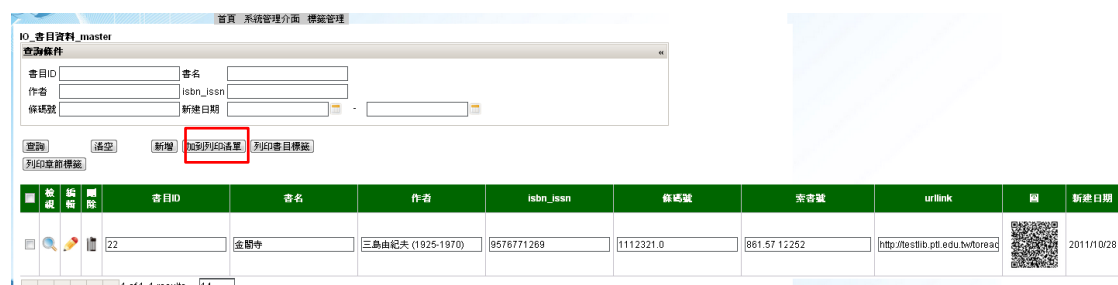 首頁 系統管理介面 標籤管理
IO_書目資料_master
查詢條件 «
書目ID 書名
作者 isbn_issn
條碼號 新建日期 -
查詢 清空 新增 加到列印清單 列印書目標籤
列印章節標籤
檢視 編輯 刪除 書目ID 書名 作者 isbn_issn 條碼號 索書號 urllink 圖 新建日期
22 金閣寺 三島由紀夫 (1925-1970) 9576771269 1112321.0 861.57 12252 http://testlib.ptl.edu.tw/toread 2011/10/28